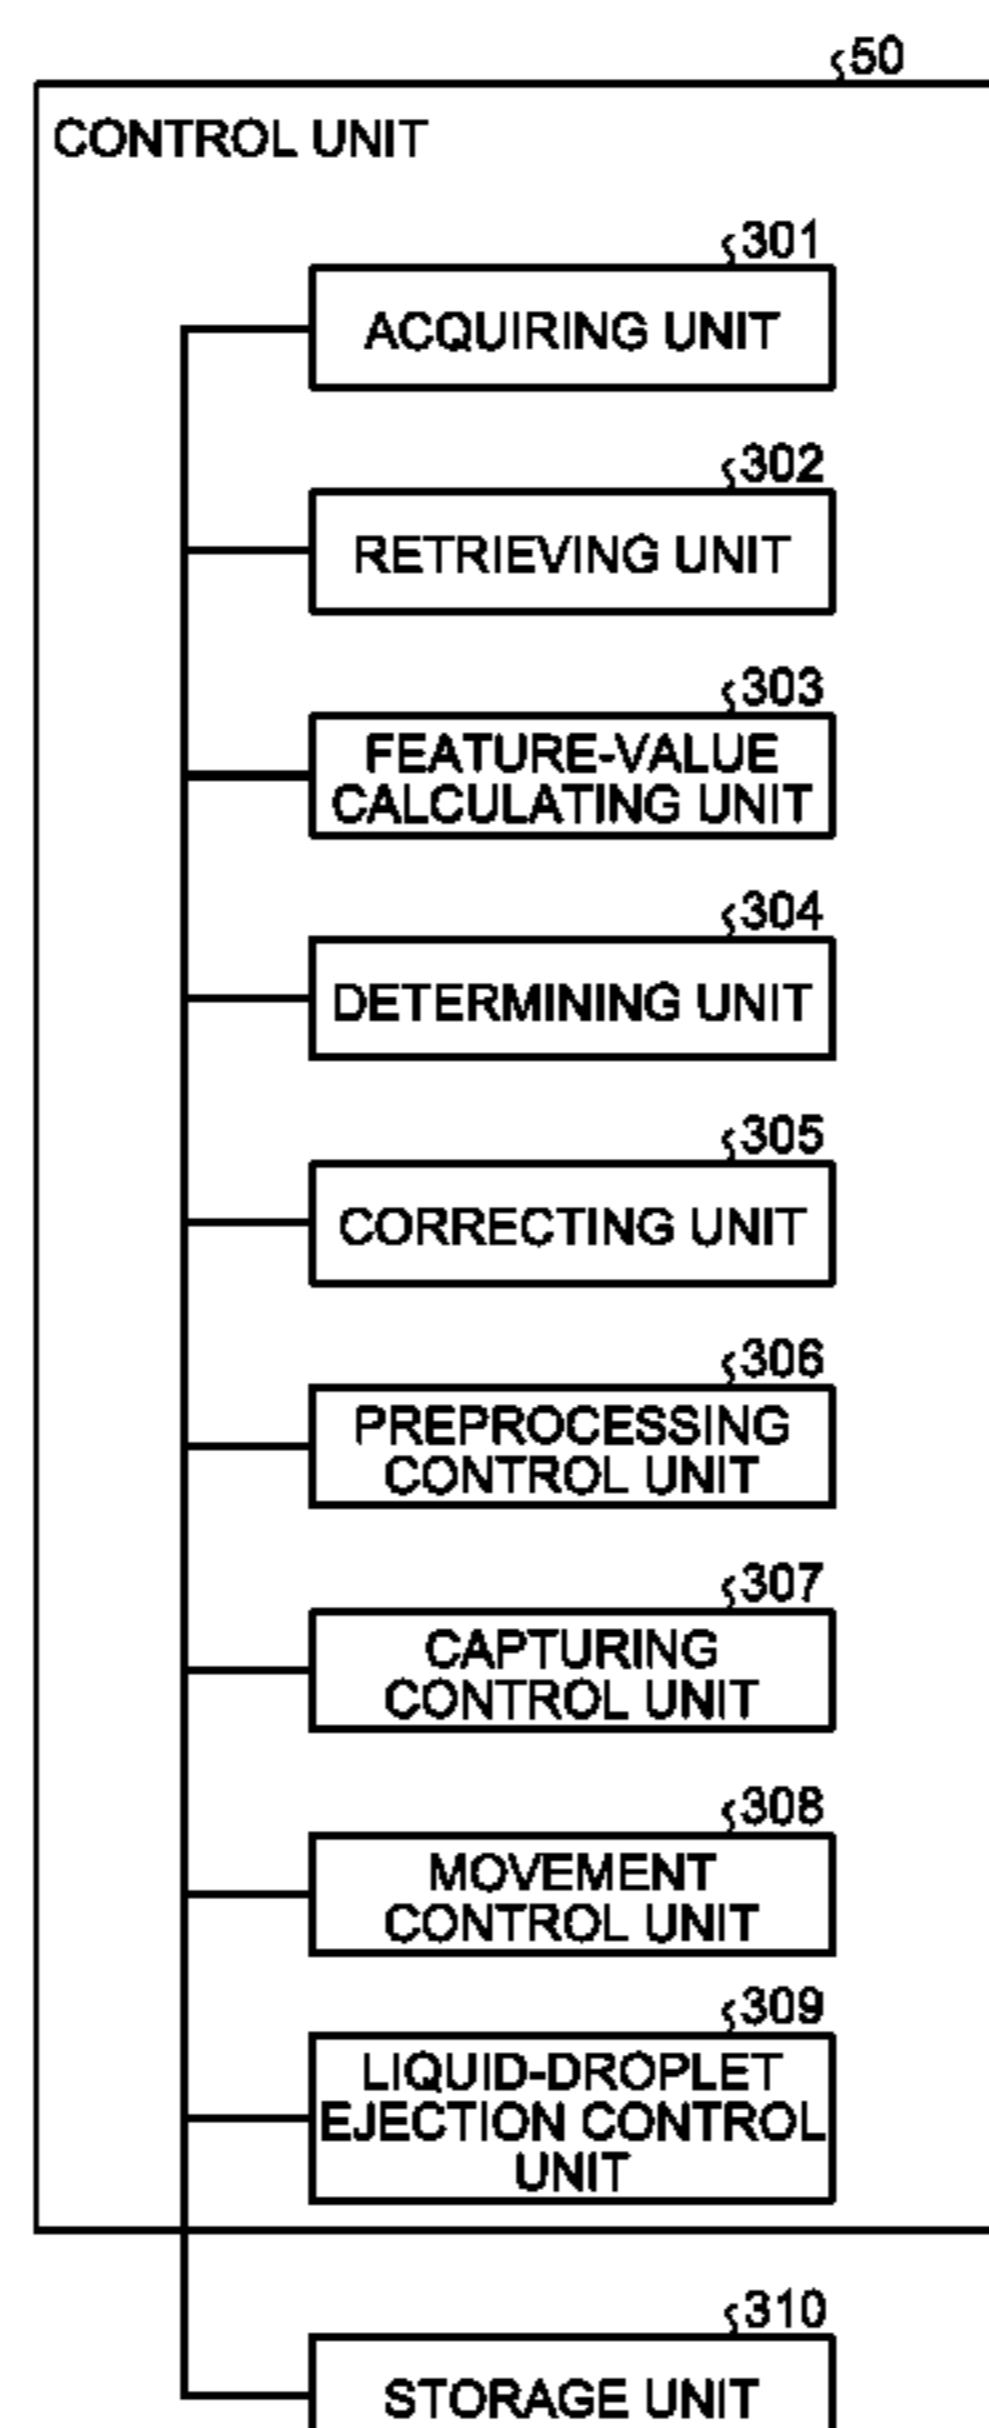 50
CONTROL UNIT
301
ACQUIRING UNIT
302
RETRIEVING UNIT
303
FEATURE-VALUE
CALCULATING UNIT
304
DETERMINING UNIT
305
CORRECTING UNIT
306
PREPROCESSING
CONTROL UNIT
307
CAPTURING
CONTROL UNIT
308
MOVEMENT
CONTROL UNIT
309
LIQUID-DROPLET
EJECTION CONTROL
UNIT
310
STORAGE UNIT